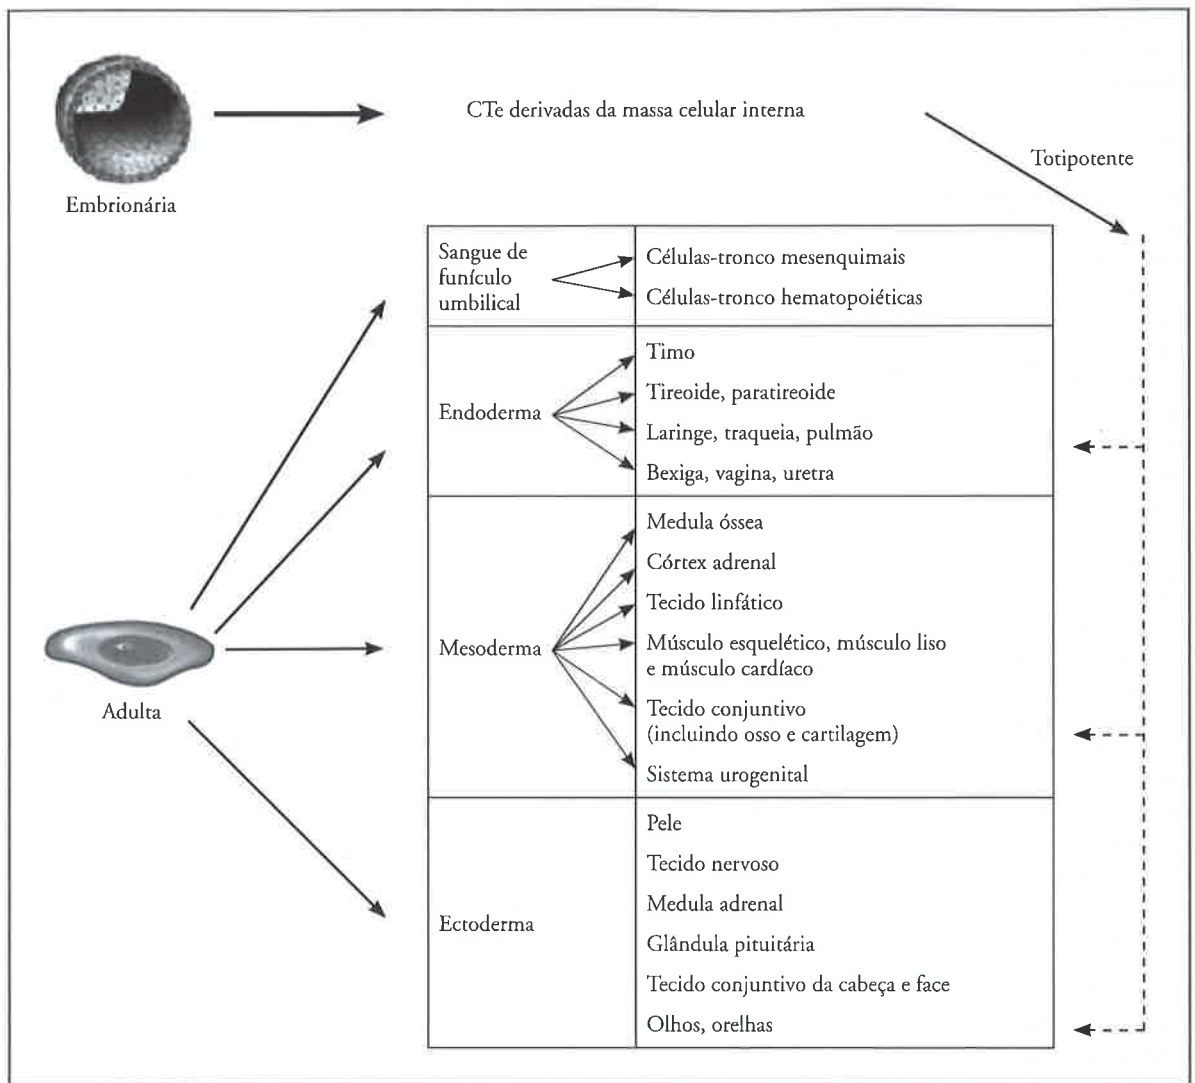 CTe derivadas da massa celular interna
Totipotente
Embrionária
Sangue de
funículo
umbilical
Células-tronco mesenquimais
Células-tronco hematopoiéticas
Endoderma
Timo
Tireoide, paratireoide
Laringe, traqueia, pulmão
Bexiga, vagina, uretra
Adulta
Mesoderma
Medula óssea
Córtex adrenal
Tecido linfático
Músculo esquelético, músculo liso
e músculo cardíaco
Tecido conjuntivo
(incluindo osso e cartilagem)
Sistema urogenital
Ectoderma
Pele
Tecido nervoso
Medula adrenal
Glândula pituitária
Tecido conjuntivo da cabeça e face
Olhos, orelhas